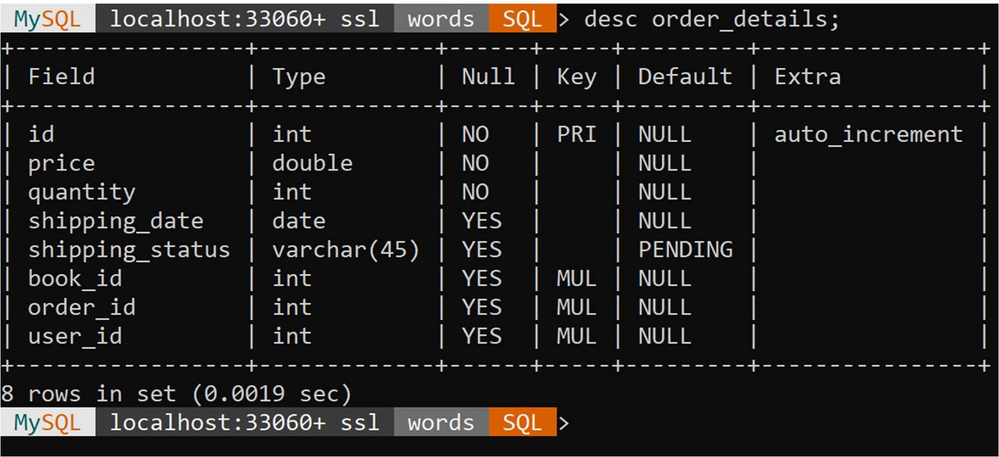 MySQL localhost:33060+ ssl words SQL > desc order_details;
+-----------------+-------------+------+-----+---------+----------------+
| Field           | Type        | Null | Key | Default | Extra          |
+-----------------+-------------+------+-----+---------+----------------+
| id              | int         | NO   | PRI | NULL    | auto_increment |
| price           | double      | NO   |     | NULL    |                |
| quantity        | int         | NO   |     | NULL    |                |
| shipping_date   | date        | YES  |     | NULL    |                |
| shipping_status | varchar(45) | YES  |     | PENDING |                |
| book_id         | int         | YES  | MUL | NULL    |                |
| order_id        | int         | YES  | MUL | NULL    |                |
| user_id         | int         | YES  | MUL | NULL    |                |
+-----------------+-------------+------+-----+---------+----------------+
8 rows in set (0.0019 sec)
MySQL localhost:33060+ ssl words SQL >